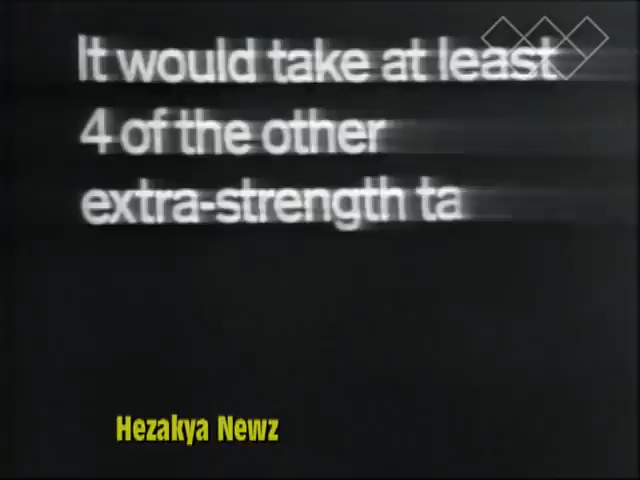 It would take at least
4 of the other
extra-strength ta
Hezakya Newz